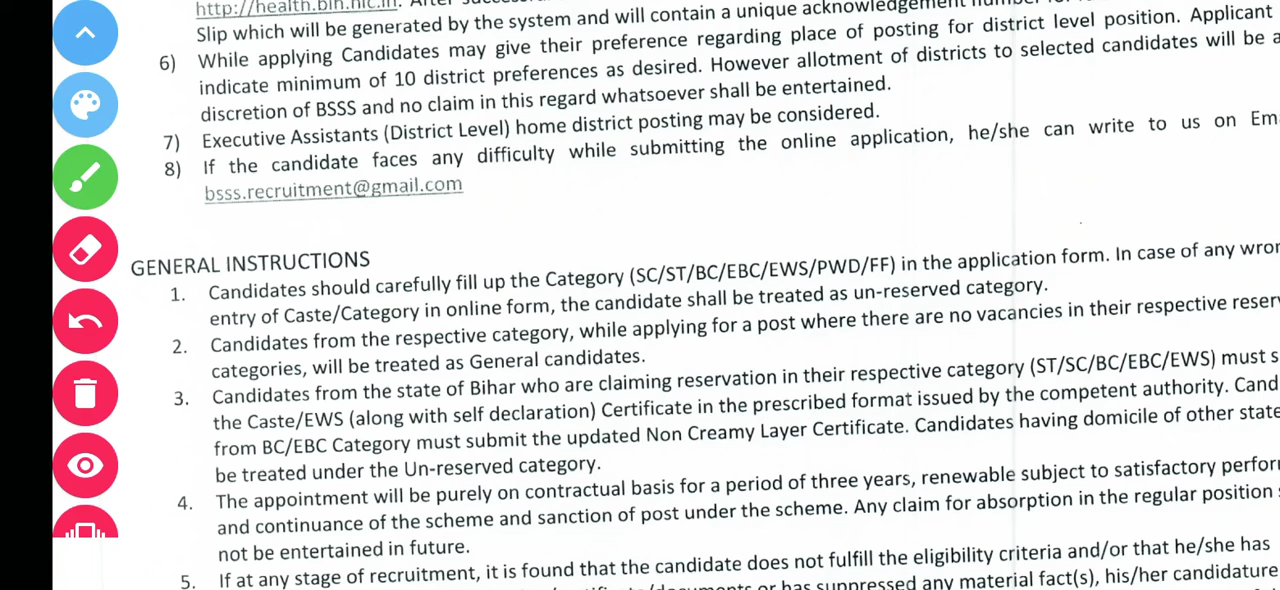 http://health.bih.nic.in. After
Slip which will be generated by the system and will contain a unique acknowledgement number
6) While applying Candidates may give their preference regarding place of posting for district level position. Applicant
indicate minimum of 10 district preferences as desired. However allotment of districts to selected candidates will be a
discretion of BSSS and no claim in this regard whatsoever shall be entertained.
7) Executive Assistants (District Level) home district posting may be considered.
8) If the candidate faces any difficulty while submitting the online application, he/she can write to us on Em
bsss.recruitment@gmail.com
GENERAL INSTRUCTIONS
1. Candidates should carefully fill up the Category (SC/ST/BC/EBC/EWS/PWD/FF) in the application form. In case of any wron
entry of Caste/Category in online form, the candidate shall be treated as un-reserved category.
2. Candidates from the respective category, while applying for a post where there are no vacancies in their respective reserv
categories, will be treated as General candidates.
3. Candidates from the state of Bihar who are claiming reservation in their respective category (ST/SC/BC/EBC/EWS) must s
the Caste/EWS (along with self declaration) Certificate in the prescribed format issued by the competent authority. Cand
from BC/EBC Category must submit the updated Non Creamy Layer Certificate. Candidates having domicile of other state
be treated under the Un-reserved category.
4. The appointment will be purely on contractual basis for a period of three years, renewable subject to satisfactory perfor
and continuance of the scheme and sanction of post under the scheme. Any claim for absorption in the regular position s
not be entertained in future.
5. If at any stage of recruitment, it is found that the candidate does not fulfill the eligibility criteria and/or that he/she has
or has suppressed any material fact(s), his/her candidature